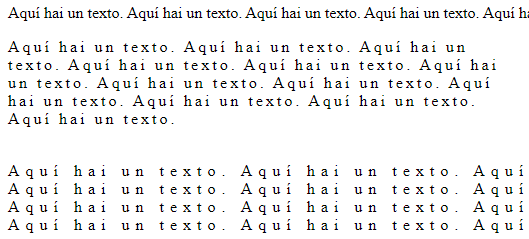 Aquí hai un texto. Aquí hai un texto. Aquí hai un texto. Aquí hai un texto. Aquí
Aquí hai un texto. Aquí hai un texto. Aquí hai un
texto. Aquí hai un texto. Aquí hai un texto. Aquí hai
un texto. Aquí hai un texto. Aquí hai un texto. Aquí
hai un texto. Aquí hai un texto. Aquí hai un texto.
Aquí hai un texto.
Aquí hai un texto. Aquí hai un texto. Aquí
Aquí hai un texto. Aquí hai un texto. Aquí
Aquí hai un texto. Aquí hai un texto. Aquí
Aquí hai un texto. Aquí hai un texto. Aquí